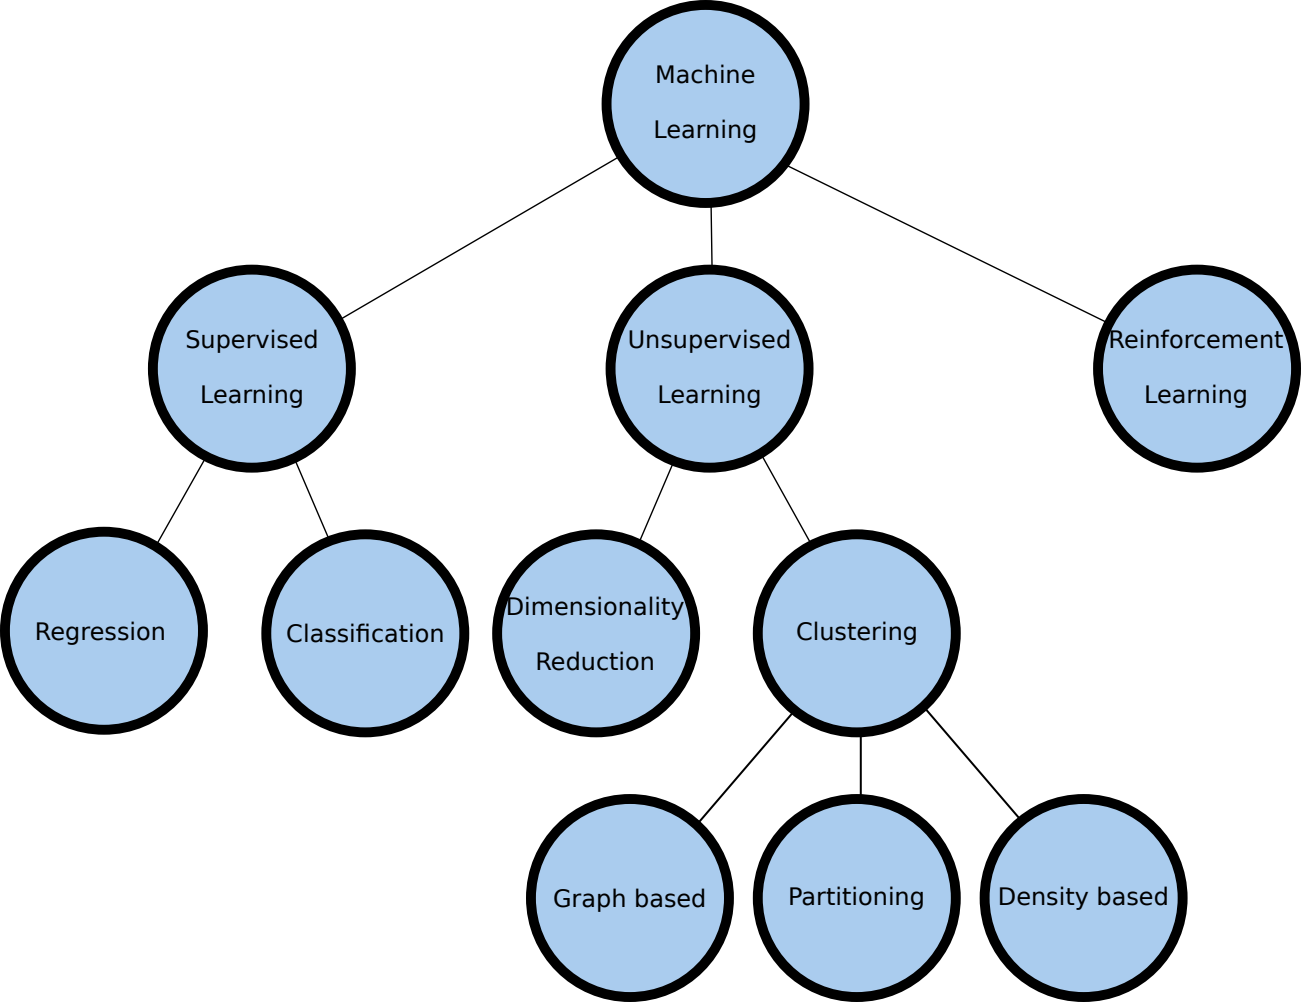 Machine
Learning
Supervised
Learning
Unsupervised
Learning
Reinforcement
Learning
Regression
Classification
Dimensionality
Reduction
Clustering
Graph based
Partitioning
Density based